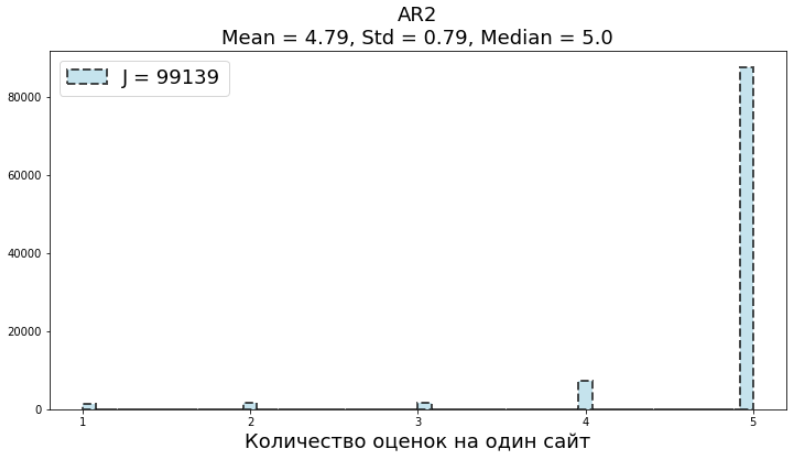 AR2
Mean = 4.79, Std = 0.79, Median = 5.0
J = 99139
80000
60000
40000
20000
0
1 2 3 4 5
Количество оценок на один сайт